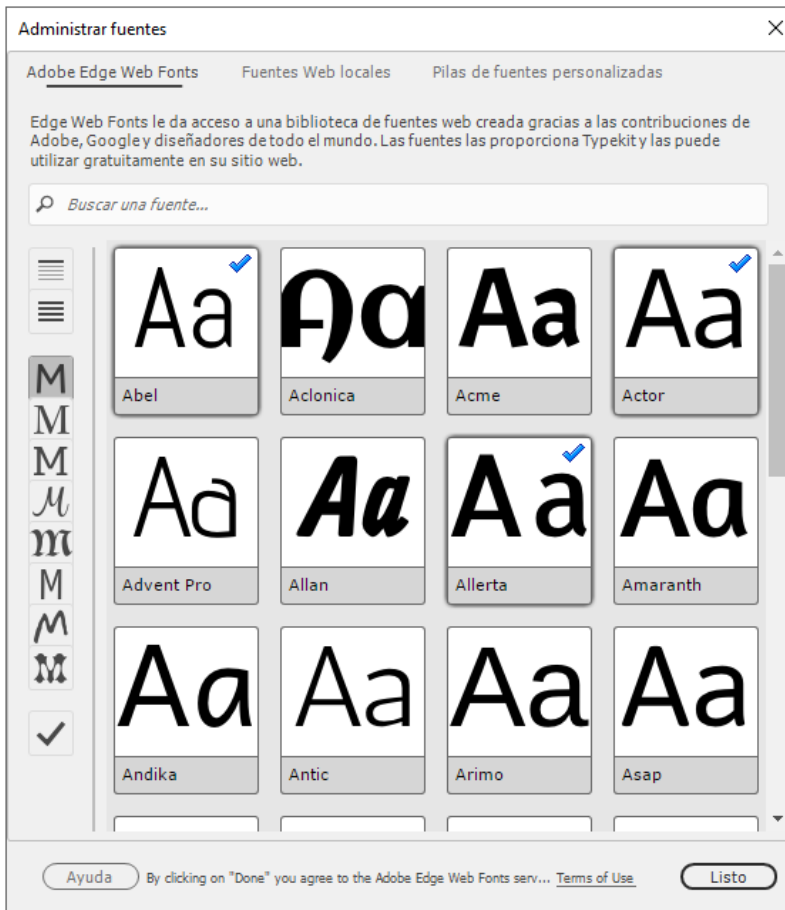 Administrar fuentes
Adobe Edge Web Fonts
Fuentes Web locales
Pilas de fuentes personalizadas
Edge Web Fonts le da acceso a una biblioteca de fuentes web creada gracias a las contribuciones de
Adobe, Google y diseñadores de todo el mundo. Las fuentes las proporciona Typekit y las puede
utilizar gratuitamente en su sitio web.
Buscar una fuente...
M
M
M
M
M
M
M
M
Aa
Aa
Aa
Aa
Abel
Aclonica
Acme
Actor
Aa
Aa
Aa
Aa
Advent Pro
Allan
Allerta
Amaranth
Aa
Aa
Aa
Aa
Andika
Antic
Arimo
Asap
Ayuda
By clicking on "Done" you agree to the Adobe Edge Web Fonts serv... Terms of Use
Listo